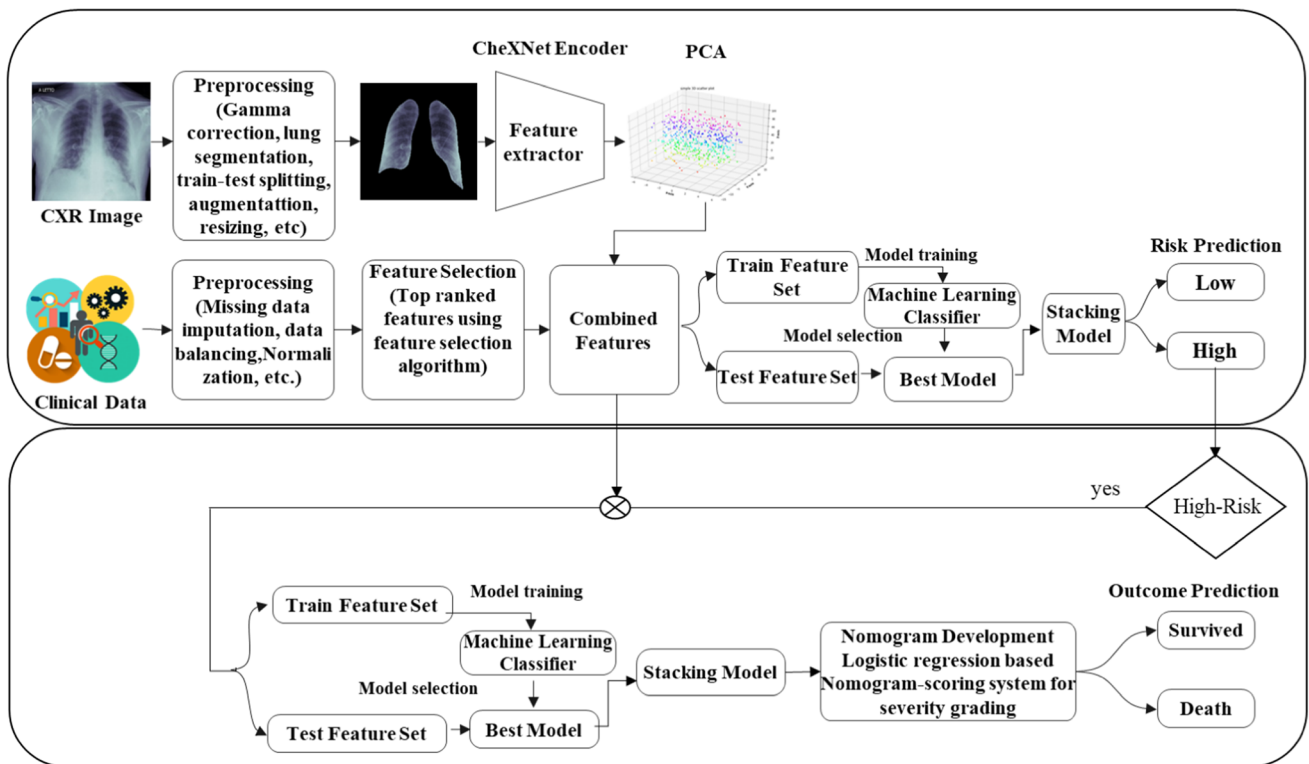 CheXNet Encoder
PCA
Preprocessing
(Gamma
correction, lung
segmentation,
train-test splitting,
augmentattion,
resizing, etc)
Feature
extractor
CXR Image
Preprocessing
(Missing data
imputation, data
balancing,Normali
zation, etc.)
Feature Selection
(Top ranked
features using
feature selection
algorithm)
Combined
Features
Train Feature
Set
Model training
Machine Learning
Classifier
Model selection
Test Feature Set
Best Model
Stacking
Model
Risk Prediction
Low
High
Clinical Data
yes
High-Risk
Train Feature Set
Model training
Machine Learning
Classifier
Model selection
Test Feature Set
Best Model
Stacking Model
Nomogram Development
Logistic regression based
Nomogram-scoring system for
severity grading
Outcome Prediction
Survived
Death